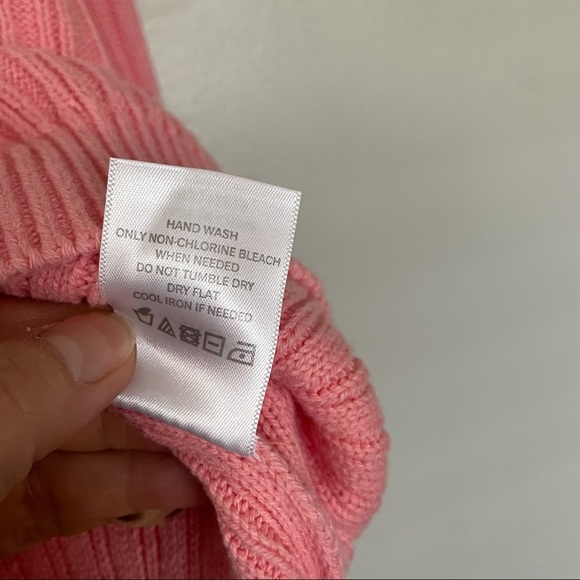 HAND WASH
ONLY NON-CHLORINE BLEACH
WHEN NEEDED
DO NOT TUMBLE DRY
DRY FLAT
COOL IRON IF NEEDED